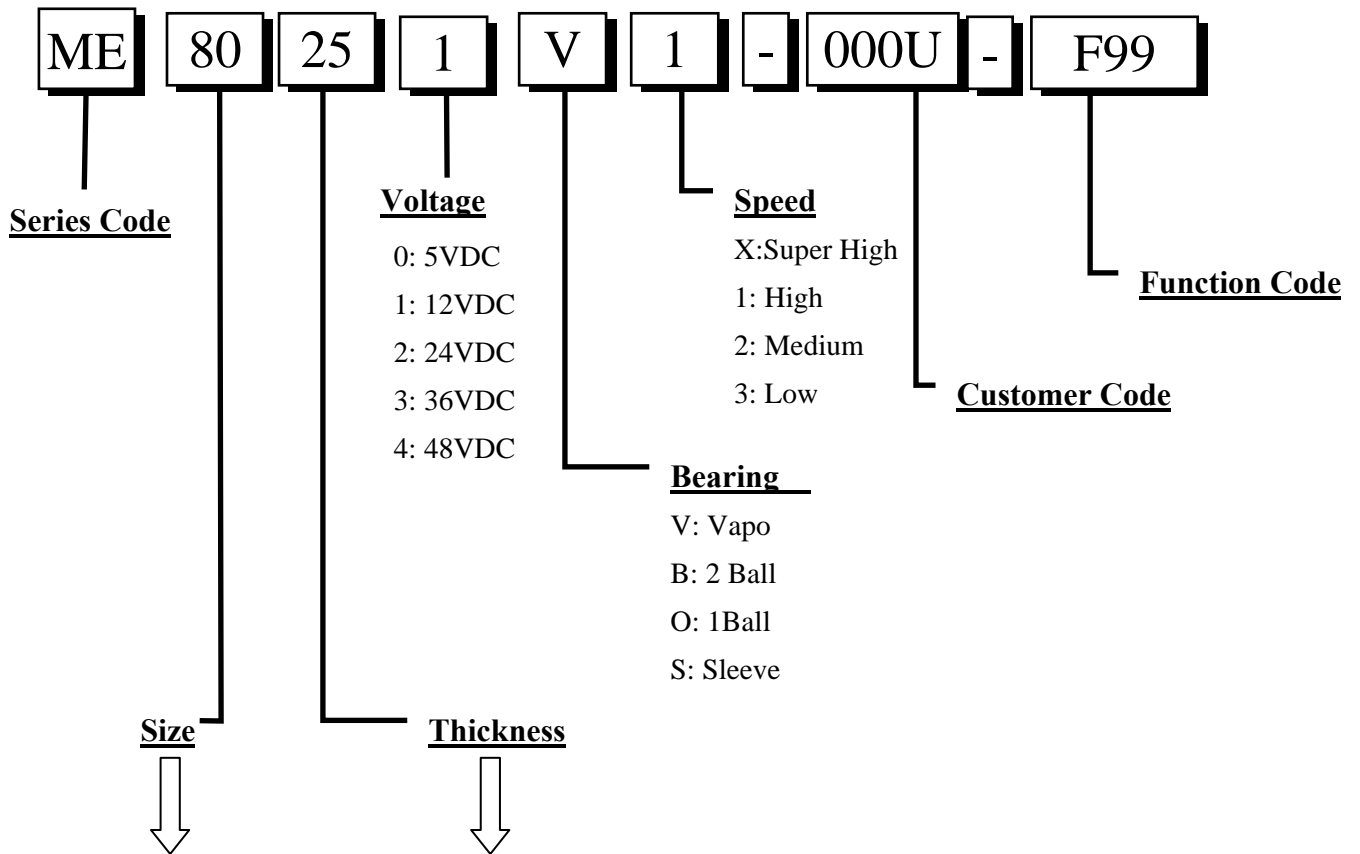 ME 80 25 1 V 1 - 000U - F99
Series Code
Voltage
0: 5VDC
1: 12VDC
2: 24VDC
3: 36VDC
4: 48VDC
Speed
X:Super High
1: High
2: Medium
3: Low
Function Code
Customer Code
Bearing
V: Vapo
B: 2 Ball
O: 1Ball
S: Sleeve
Size
Thickness